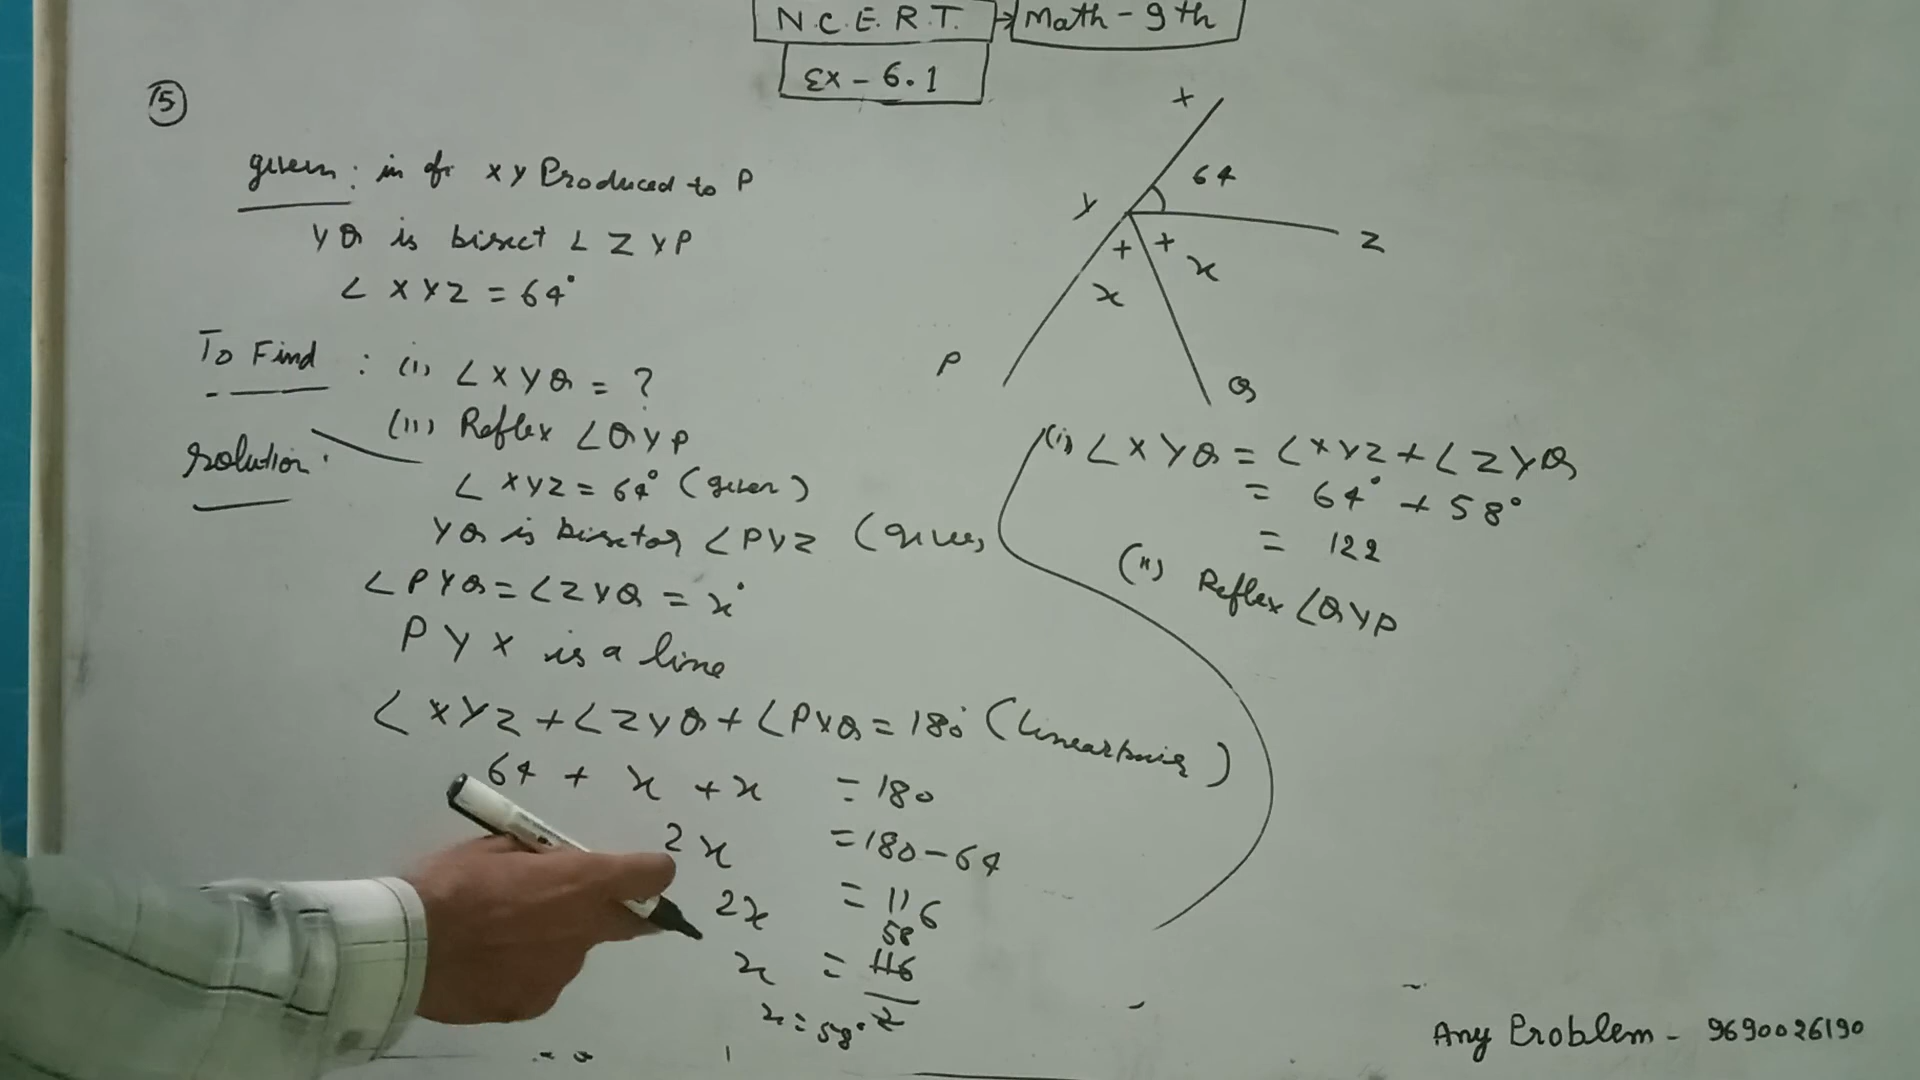 N.C.E.R.T. → Math - 9th
Ex - 6.1
(5)
given: in fi XY Produced to P
YQ is bisect ∠ZYP
∠XYZ = 64°
To Find : (i) ∠XYQ = ?
(ii) Reflex ∠QYP
Solution:
∠XYZ = 64° (given)
YQ is bisector ∠PYZ (given)
∠PYQ = ∠ZYQ = x°
PYX is a line
∠XYZ + ∠ZYQ + ∠PYQ = 180° (Linear pair)
64 + x + x = 180
2x = 180 - 64
2x = 116
58
x = 116
2
x = 58°
X
64
Y
Z
x
x
P
Q
(i) ∠XYQ = ∠XYZ + ∠ZYQ
= 64° + 58°
= 122
(ii) Reflex ∠QYP
Any Problem - 9690026190